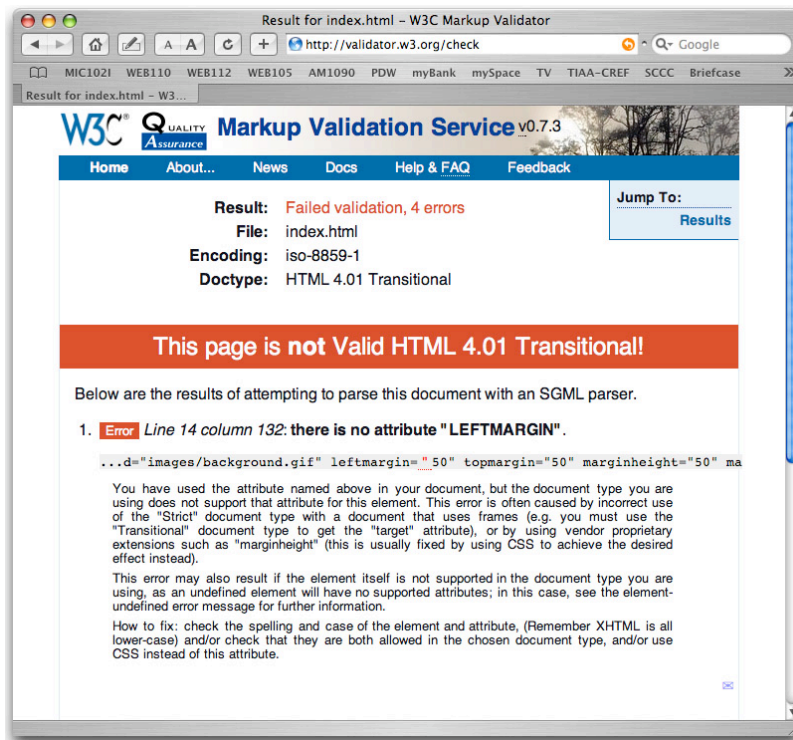 Result for index.html – W3C Markup Validator
A A http://validator.w3.org/check Google
MIC102I WEB110 WEB112 WEB105 AM1090 PDW myBank mySpace TV TIAA-CREF SCCC Briefcase
Result for index.html – W3...
W3C® QUALITY Assurance Markup Validation Service v0.7.3
Home About... News Docs Help & FAQ Feedback
Jump To:
Results
Result: Failed validation, 4 errors
File: index.html
Encoding: iso-8859-1
Doctype: HTML 4.01 Transitional
This page is not Valid HTML 4.01 Transitional!
Below are the results of attempting to parse this document with an SGML parser.
1. Error Line 14 column 132: there is no attribute "LEFTMARGIN".
...d="images/background.gif" leftmargin="50" topmargin="50" marginheight="50" ma
You have used the attribute named above in your document, but the document type you are
using does not support that attribute for this element. This error is often caused by incorrect use
of the "Strict" document type with a document that uses frames (e.g. you must use the
"Transitional" document type to get the "target" attribute), or by using vendor proprietary
extensions such as "marginheight" (this is usually fixed by using CSS to achieve the desired
effect instead).
This error may also result if the element itself is not supported in the document type you are
using, as an undefined element will have no supported attributes; in this case, see the element-
undefined error message for further information.
How to fix: check the spelling and case of the element and attribute, (Remember XHTML is all
lower-case) and/or check that they are both allowed in the chosen document type, and/or use
CSS instead of this attribute.